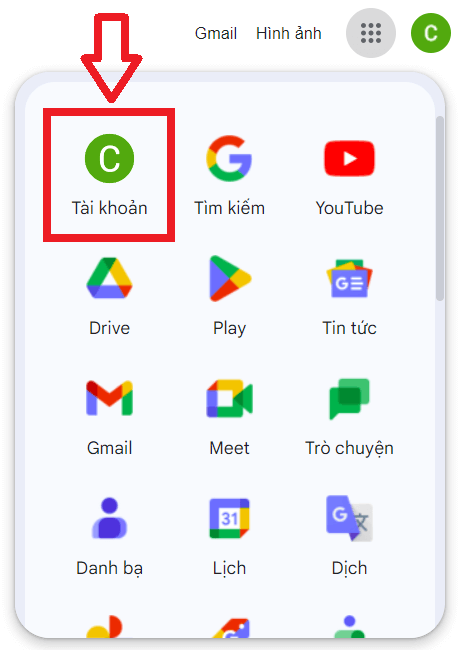 Gmail Hình ảnh C
C
Tài khoản Tìm kiếm YouTube
Drive Play Tin tức
G
Gmail Meet Trò chuyện
31 G 文
Danh bạ Lịch Dịch
G